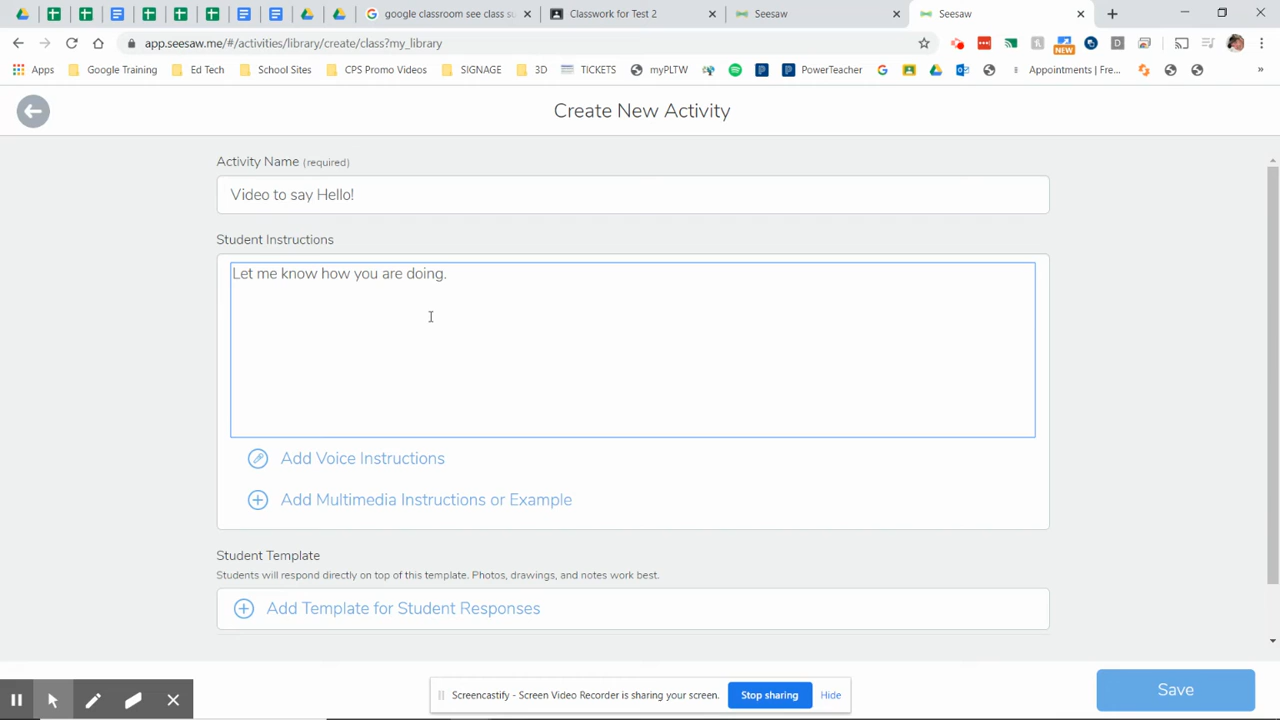 google classroom see class so
Classwork for Test 2
Seesaw
Seesaw
app.seesaw.me/#/activities/library/create/class?my_library
NEW
Apps
Google Training
Ed Tech
School Sites
CPS Promo Videos
SIGNAGE
3D
TICKETS
myPLTW
PowerTeacher
Appointments | Fre...
Create New Activity
Activity Name (required)
Video to say Hello!
Student Instructions
Let me know how you are doing.
Add Voice Instructions
Add Multimedia Instructions or Example
Student Template
Students will respond directly on top of this template. Photos, drawings, and notes work best.
Add Template for Student Responses
Screencastify - Screen Video Recorder is sharing your screen.
Stop sharing
Hide
Save